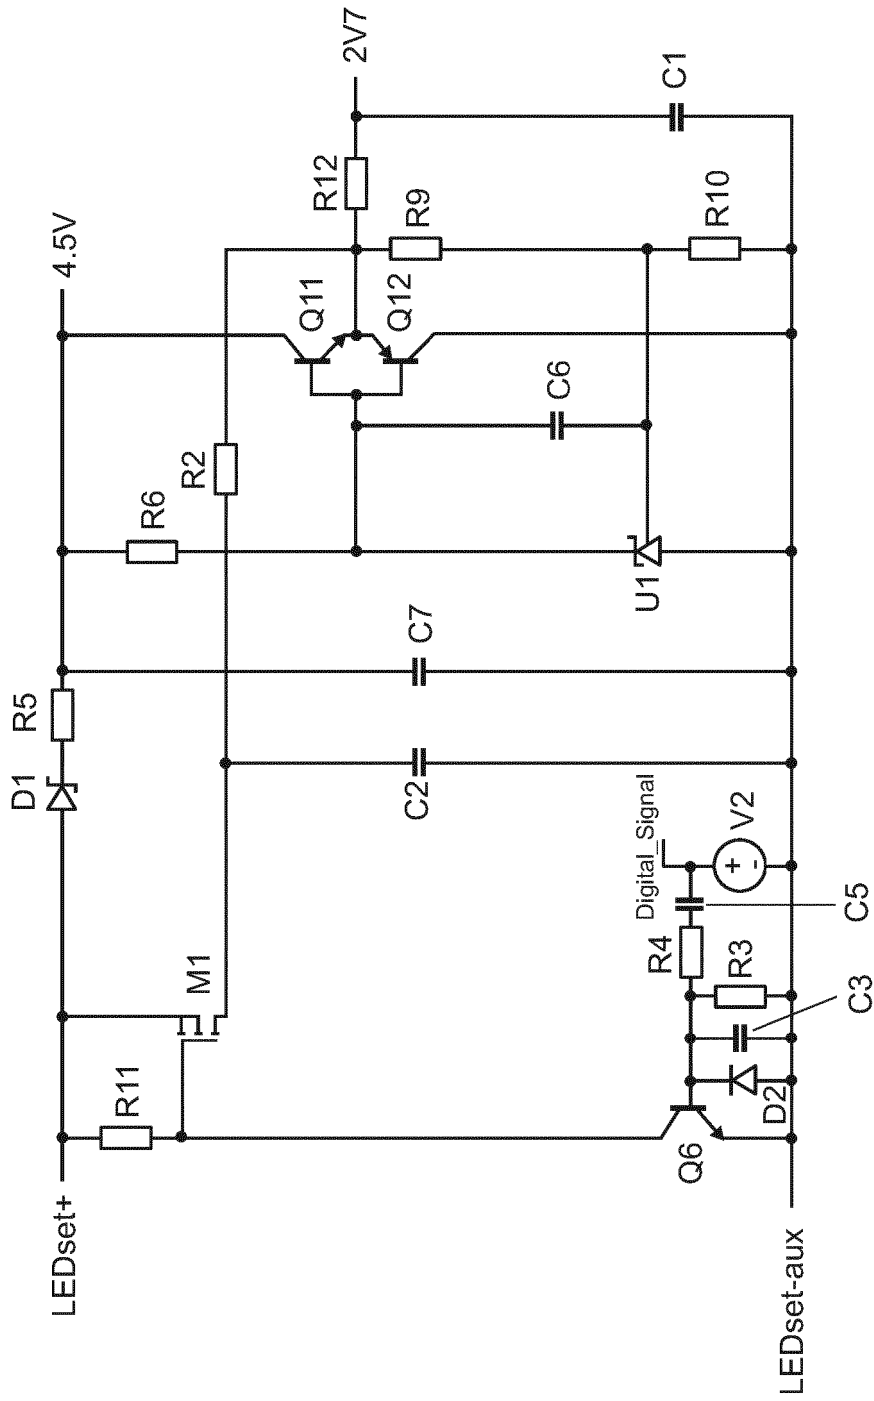 LEDset+
R11
M1
D1
R5
4.5V
R6
R2
Q11
Q12
R12
2V7
R9
R10
C1
C6
U1
C7
C2
Digital_Signal
V2
+
-
C5
R4
R3
C3
D2
Q6
LEDset-aux